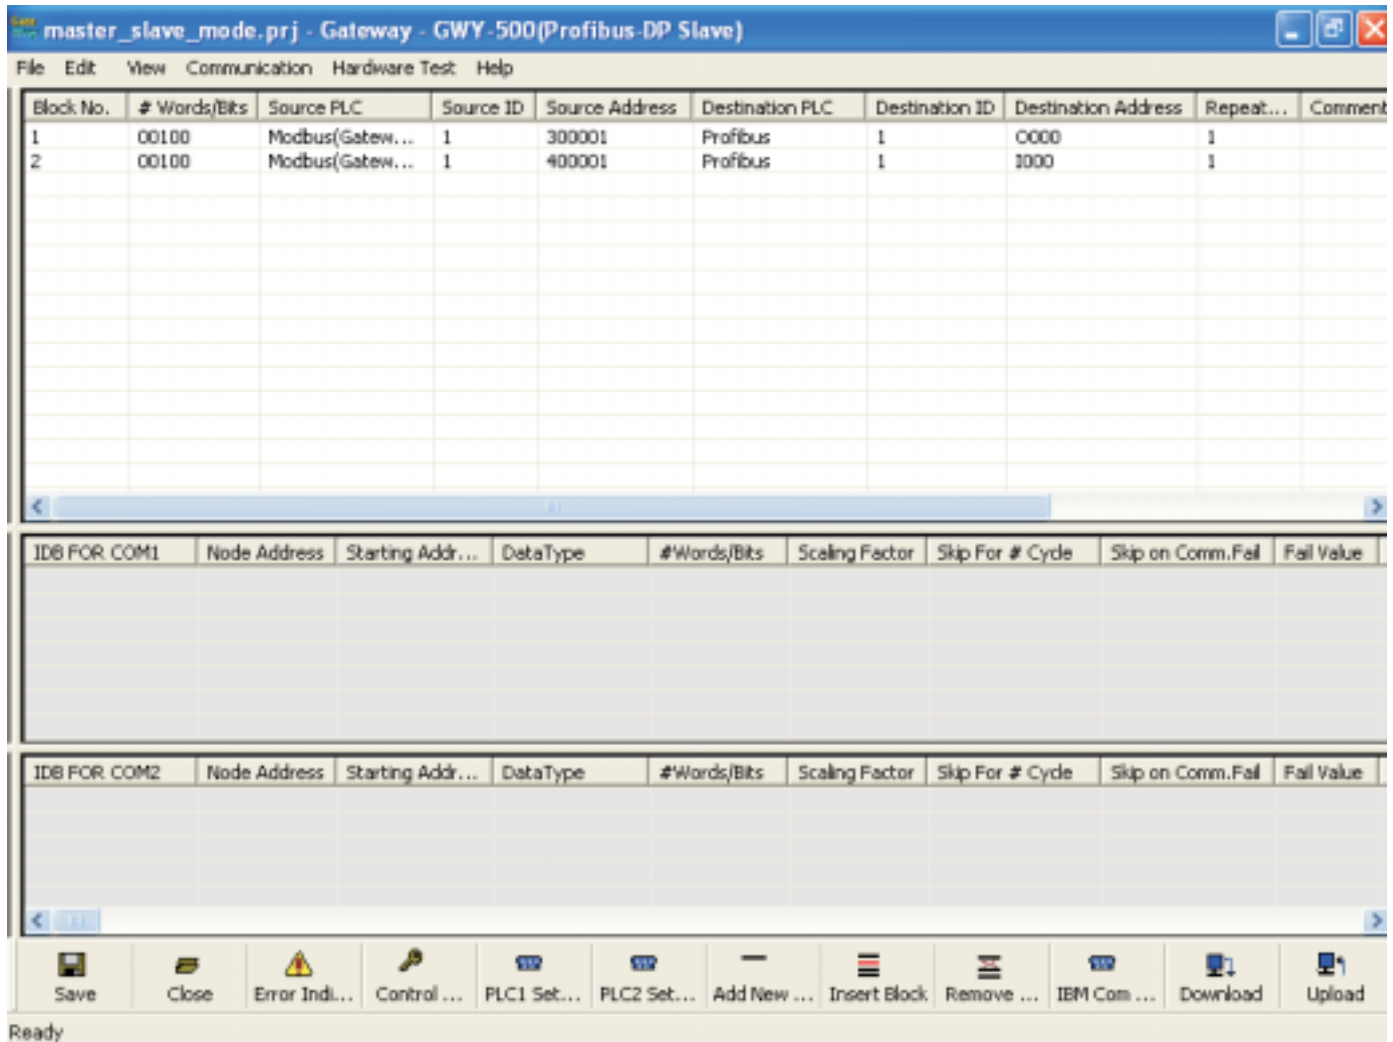 master_slave_mode.prj - Gateway - GWY-500(Profibus-DP Slave)
File Edit View Communication Hardware Test Help
Block No. # Words/Bits Source PLC Source ID Source Address Destination PLC Destination ID Destination Address Repeat... Comment
1 00100 Modbus(Gatew... 1 300001 Profibus 1 O000 1
2 00100 Modbus(Gatew... 1 400001 Profibus 1 I000 1
IDB FOR COM1 Node Address Starting Addr... DataType #Words/Bits Scaling Factor Skip For # Cycle Skip on Comm.Fail Fail Value
IDB FOR COM2 Node Address Starting Addr... DataType #Words/Bits Scaling Factor Skip For # Cycle Skip on Comm.Fail Fail Value
Save Close Error Indi... Control ... PLC1 Set... PLC2 Set... Add New ... Insert Block Remove ... IBM Com ... Download Upload
Ready